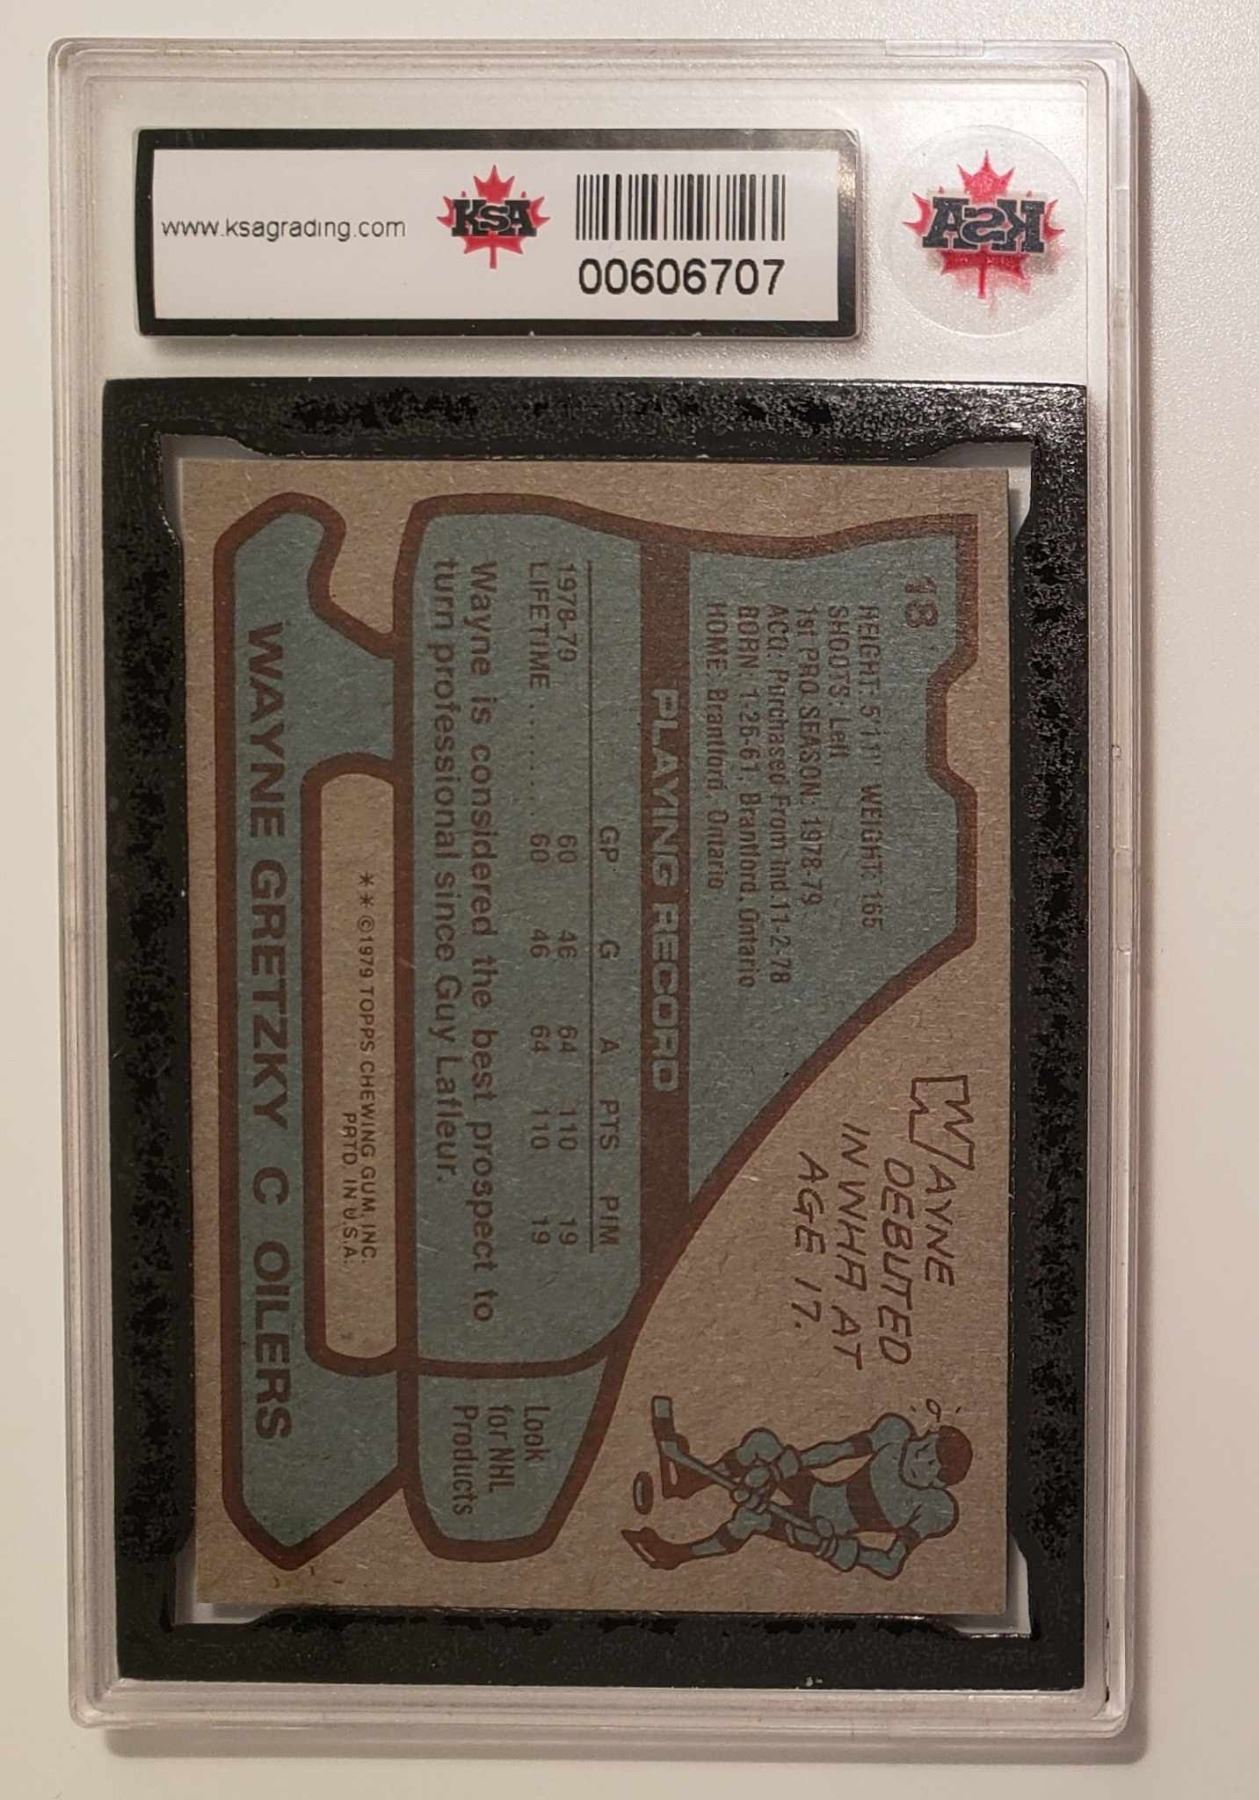 www.ksagrading.com
KSA
00606707
KSA
18
HEIGHT: 5'11" WEIGHT: 165
SHOOTS: Left
1st PRO SEASON: 1978-79
ACQ: Purchased From Ind. 11-2-78
BORN: 1-26-61, Brantford, Ontario
HOME: Brantford, Ontario
WAYNE
DEBUTED
IN WHA AT
AGE 17.
PLAYING RECORD
GP G A PTS PIM
1978-79 60 46 64 110 19
LIFETIME......... 60 46 64 110 19
Wayne is considered the best prospect to
turn professional since Guy Lafleur.
Look
for NHL
Products
**©1979 TOPPS CHEWING GUM, INC.
PRTD. IN U.S.A.
WAYNE GRETZKY C OILERS